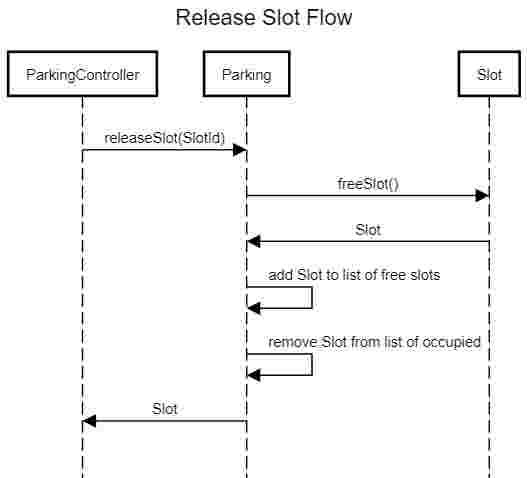 Release Slot Flow
ParkingController
Parking
Slot
releaseSlot(SlotId)
freeSlot()
Slot
add Slot to list of free slots
remove Slot from list of occupied
Slot